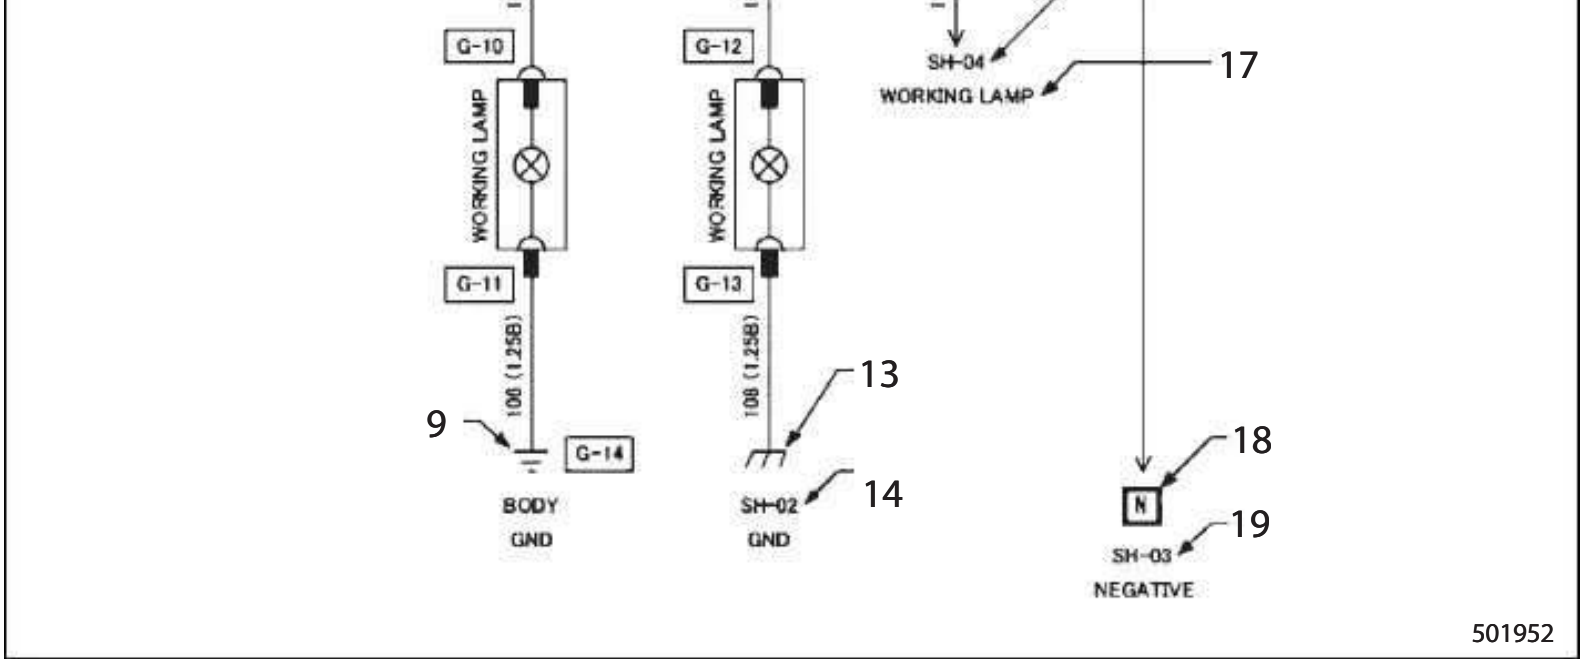 G-10
G-12
SH-04
17
WORKING LAMP
WORKING LAMP
WORKING LAMP
G-11
G-13
106 (1.25B)
108 (1.25B)
13
9
G-14
18
14
BODY
GND
SH-02
GND
N
19
SH-03
NEGATIVE
501952